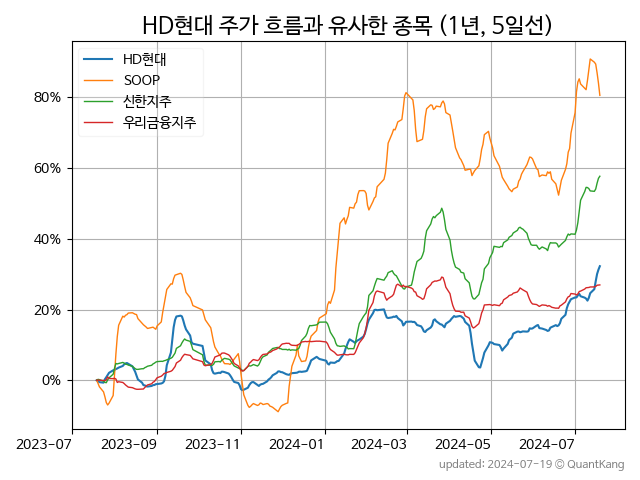 HD현대 주가 흐름과 유사한 종목 (1년, 5일선)
HD현대
SOOP
신한지주
우리금융지주
80%
60%
40%
20%
0%
2023-07 2023-09 2023-11 2024-01 2024-03 2024-05 2024-07
updated: 2024-07-19 © QuantKang